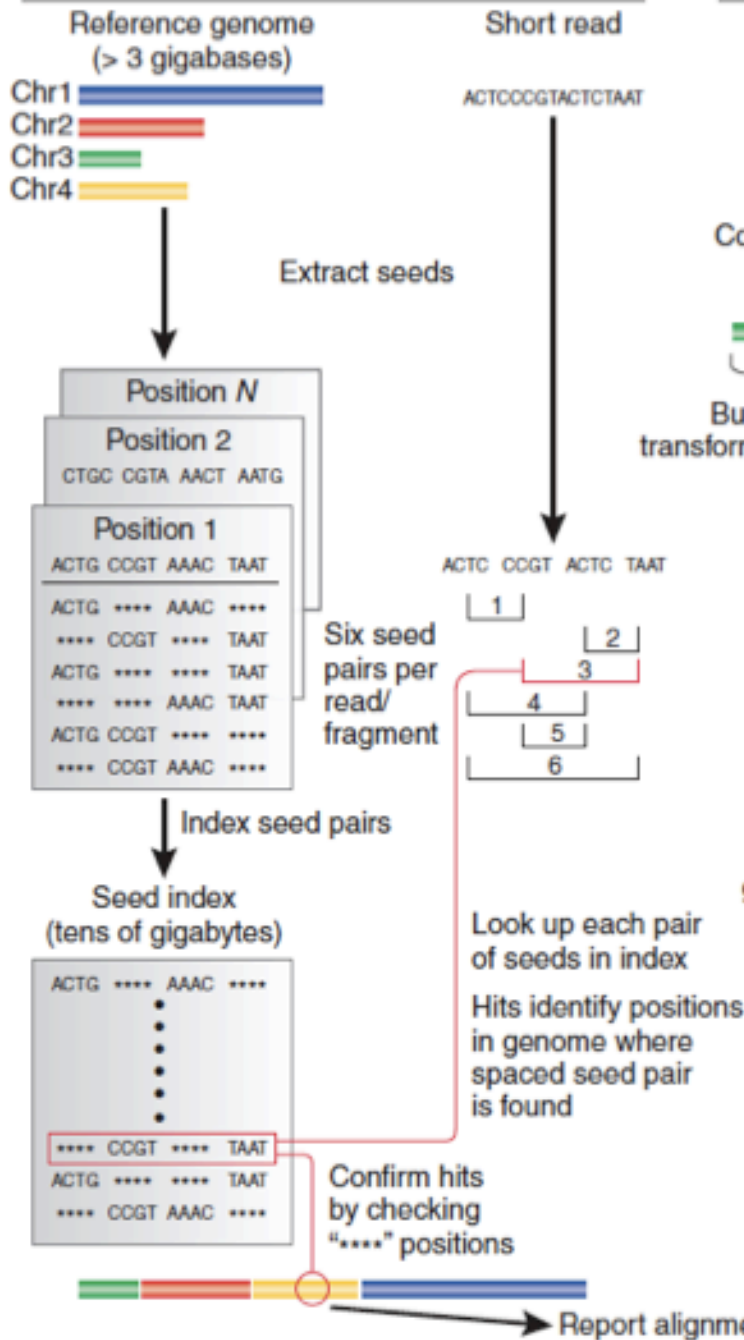 Reference genome
(> 3 gigabases)
Short read
Chr1
Chr2
Chr3
Chr4
ACTCCCGTACTCTAAT
Extract seeds
Position N
Position 2
CTGC CGTA AACT AATG
Position 1
ACTG CCGT AAAC TAAT
ACTG **** AAAC ****
**** CCGT **** TAAT
ACTG **** **** TAAT
**** **** AAAC TAAT
ACTG CCGT **** ****
**** CCGT AAAC ****
Six seed
pairs per
read/
fragment
ACTC CCGT ACTC TAAT
1
2
3
4
5
6
Index seed pairs
Seed index
(tens of gigabytes)
ACTG **** AAAC ****
**** CCGT **** TAAT
ACTG **** **** TAAT
**** CCGT AAAC ****
Look up each pair
of seeds in index
Hits identify positions
in genome where
spaced seed pair
is found
Confirm hits
by checking
"****" positions
Report